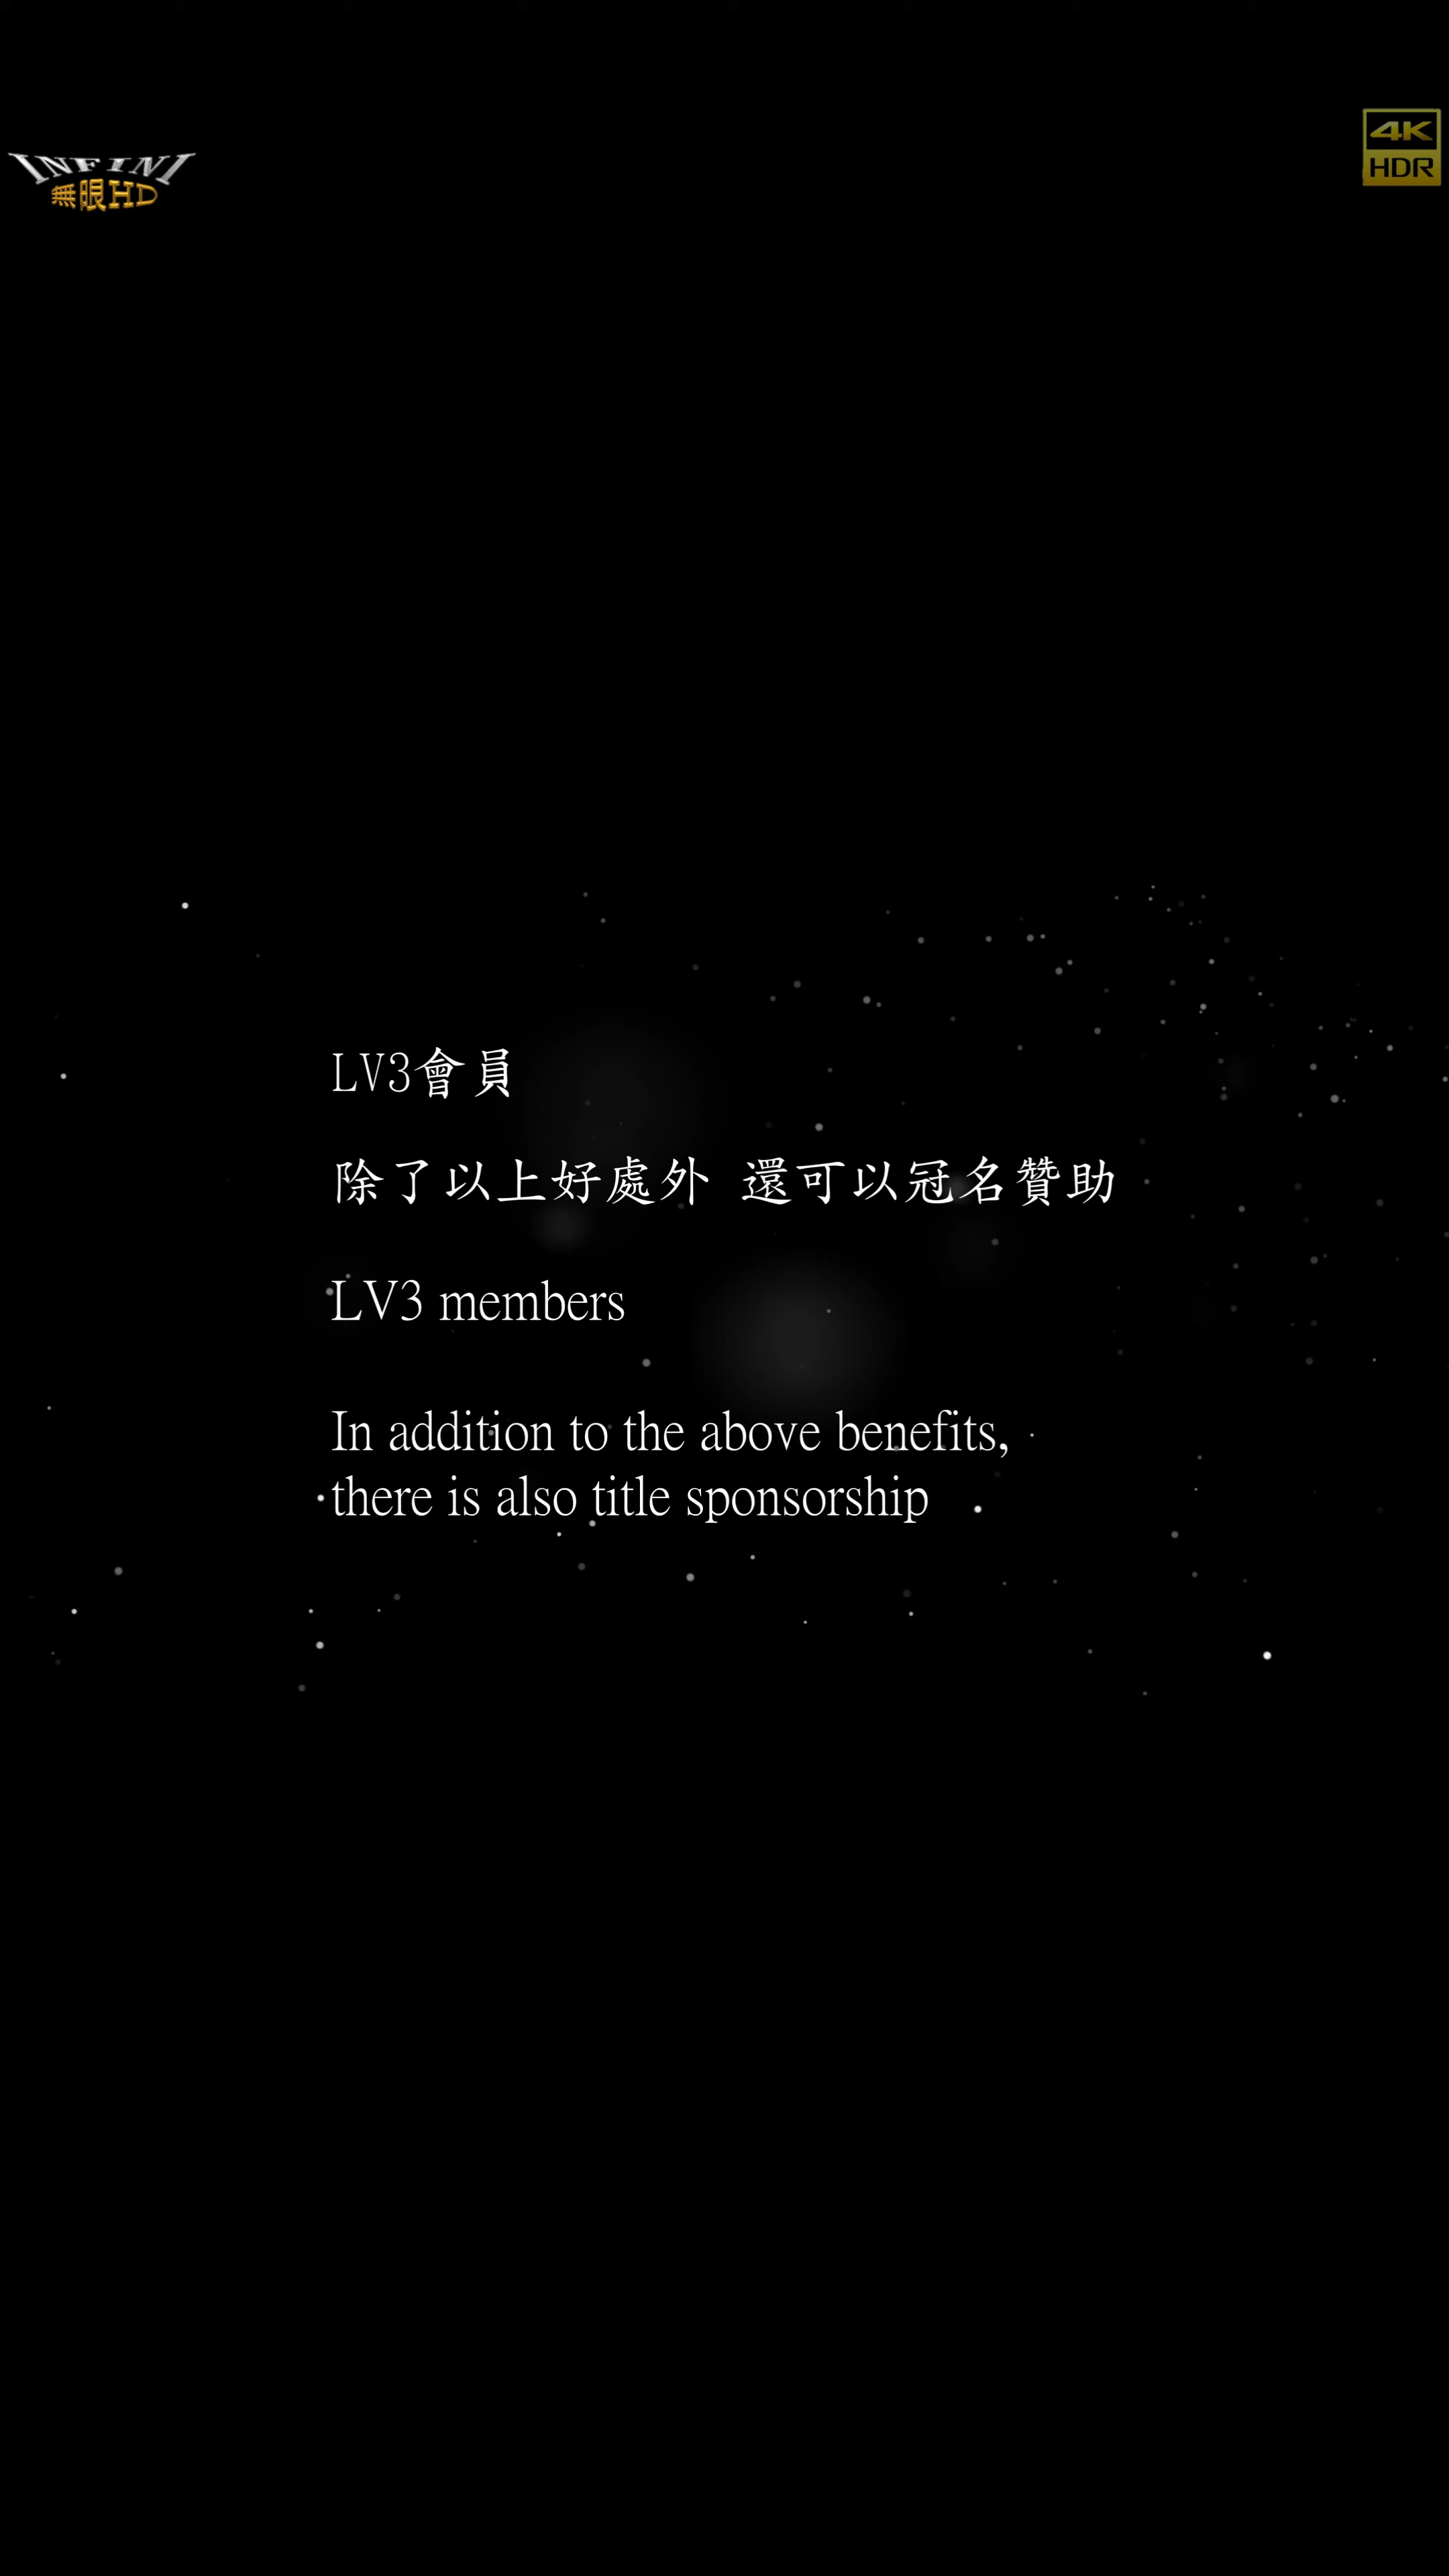 INFINI
無限HD
4K
HDR
LV3會員
除了以上好處外 還可以冠名贊助
LV3 members
In addition to the above benefits,
there is also title sponsorship